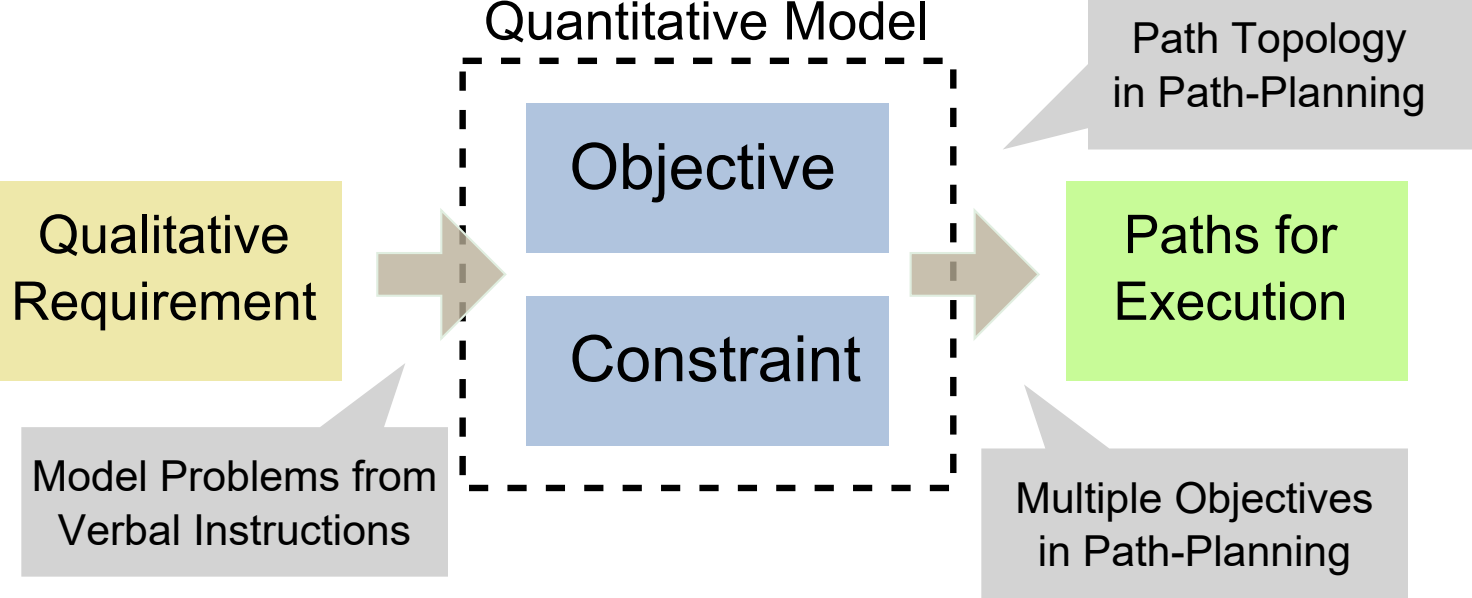 Quantitative Model
Path Topology
in Path-Planning
Objective
Qualitative
Requirement
Paths for
Execution
Constraint
Model Problems from
Verbal Instructions
Multiple Objectives
in Path-Planning